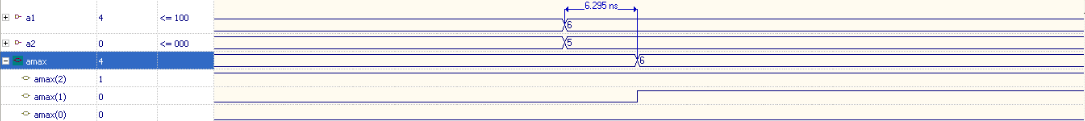 6.295 ns
a1 4 <= 100 6
a2 0 <= 000 5
amax 4 6
amax(2) 1
amax(1) 0
amax(0) 0